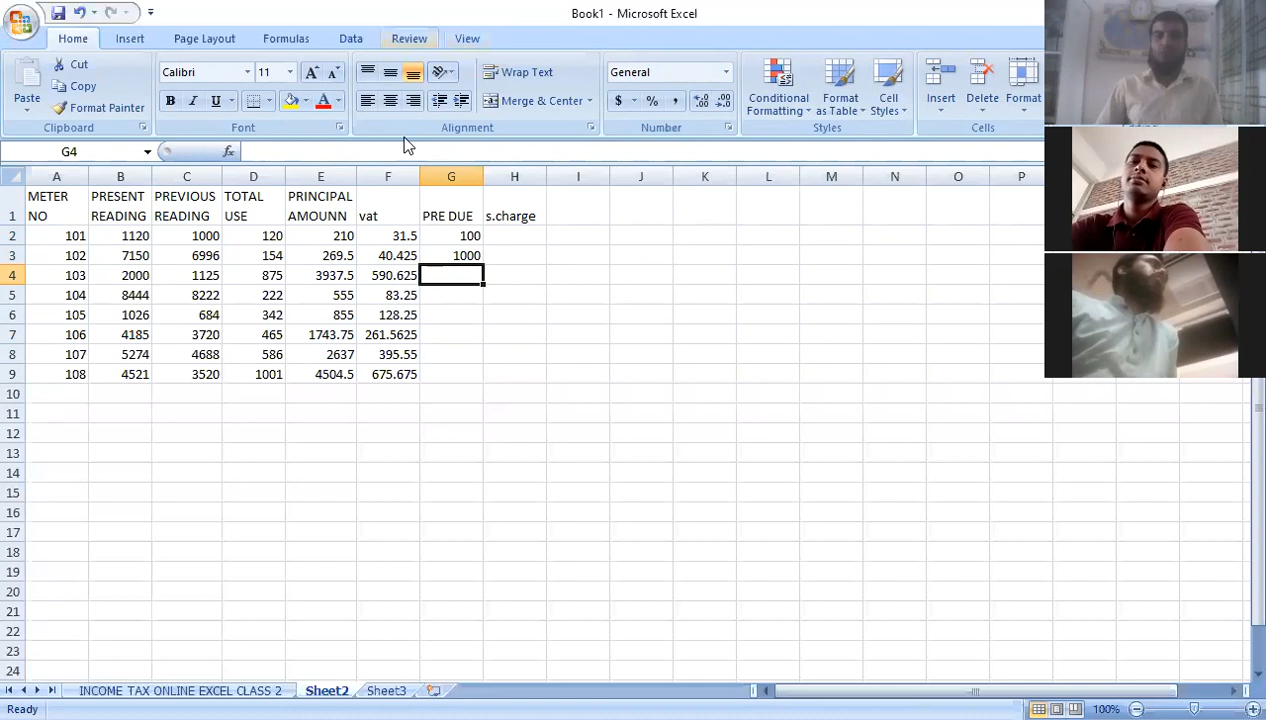 Book1 - Microsoft Excel
Home Insert Page Layout Formulas Data Review View
Cut
Copy
Format Painter
Paste
Clipboard
Calibri 11
B I U
Font
Wrap Text
Merge & Center
Alignment
General
$ % ,
Number
Conditional Formatting
Format as Table
Cell Styles
Styles
Insert Delete Format
Cells
G4 fx
A B C D E F G H I J K L M N O P
METER PRESENT PREVIOUS TOTAL PRINCIPAL
1 NO READING READING USE AMOUNN vat PRE DUE s.charge
2 101 1120 1000 120 210 31.5 100
3 102 7150 6996 154 269.5 40.425 1000
4 103 2000 1125 875 3937.5 590.625
5 104 8444 8222 222 555 83.25
6 105 1026 684 342 855 128.25
7 106 4185 3720 465 1743.75 261.5625
8 107 5274 4688 586 2637 395.55
9 108 4521 3520 1001 4504.5 675.675
10
11
12
13
14
15
16
17
18
19
20
21
22
23
24
INCOME TAX ONLINE EXCEL CLASS 2 Sheet2 Sheet3
Ready 100%